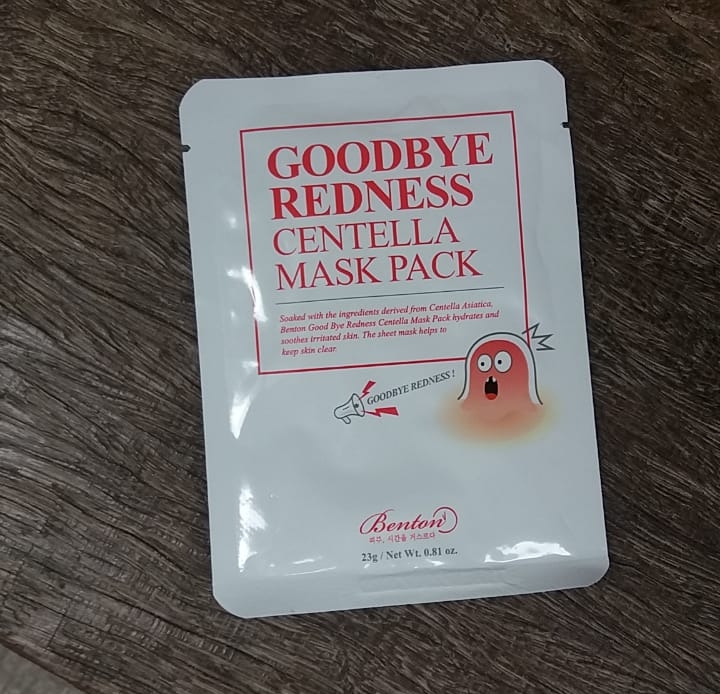 GOODBYE
REDNESS
CENTELLA
MASK PACK
Soaked with the ingredients derived from Centella Asiatica,
Benton Good Bye Redness Centella Mask Pack hydrates and
soothes irritated skin. The sheet mask helps to
keep skin clear.
GOODBYE REDNESS !
Benton
피부, 시간을 거스르다
23g / Net Wt. 0.81 oz.